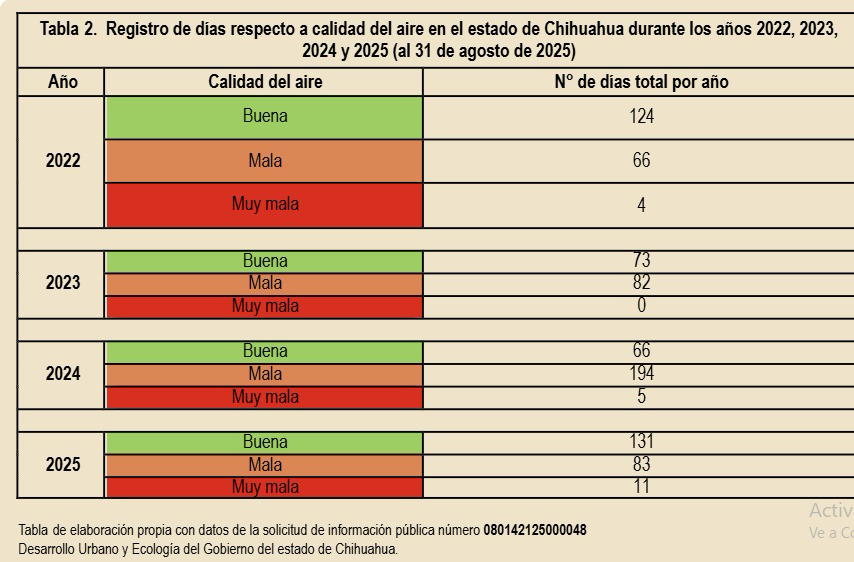 Tabla 2. Registro de días respecto a calidad del aire en el estado de Chihuahua durante los años 2022, 2023,
2024 y 2025 (al 31 de agosto de 2025)
Año Calidad del aire N° de días total por año
Buena 124
2022 Mala 66
Muy mala 4
Buena 73
2023 Mala 82
Muy mala 0
Buena 66
2024 Mala 194
Muy mala 5
Buena 131
2025 Mala 83
Muy mala 11
Tabla de elaboración propia con datos de la solicitud de información pública número 080142125000048
Desarrollo Urbano y Ecología del Gobierno del estado de Chihuahua.
Activ
Ve a Co